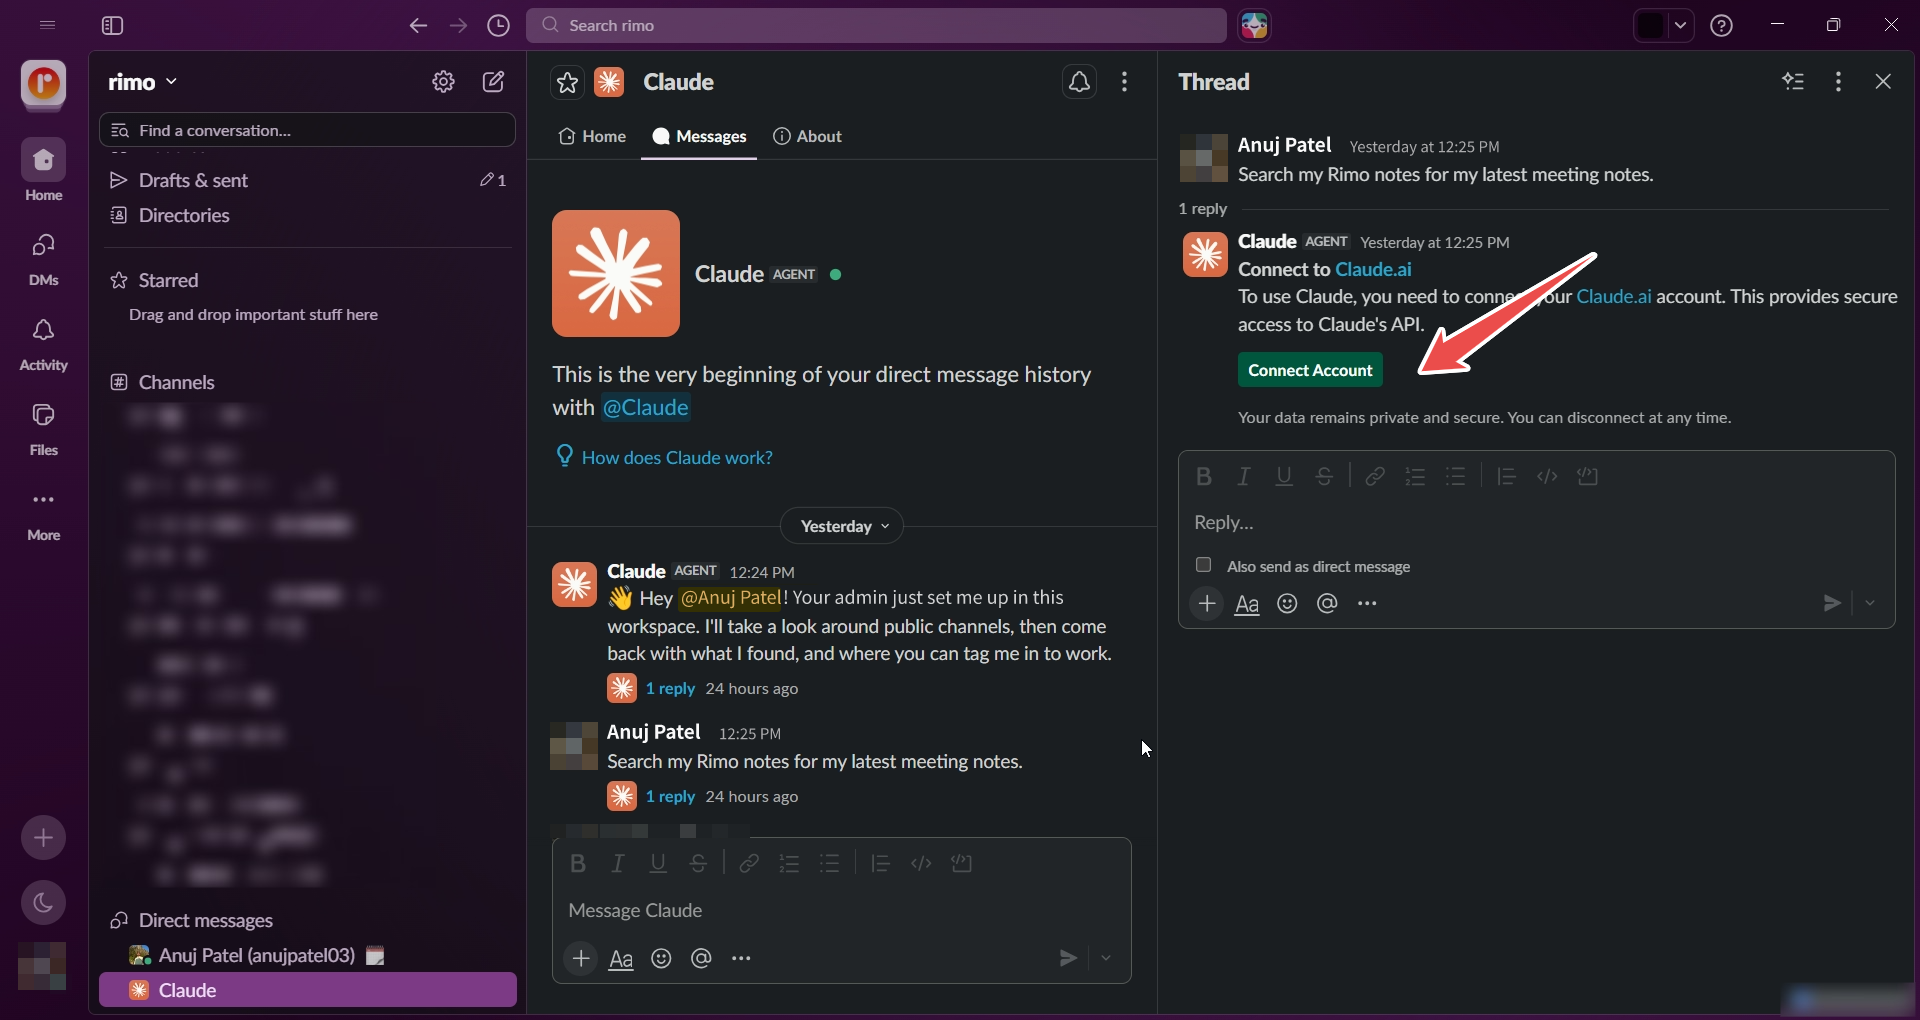 Search rimo
rimo
Find a conversation...
Drafts & sent
1
Directories
Starred
Drag and drop important stuff here
Channels
Direct messages
Anuj Patel (anujpatel03)
Claude
Home
DMs
Activity
Files
More
Claude
Home
Messages
About
Claude AGENT
This is the very beginning of your direct message history
with @Claude
How does Claude work?
Yesterday
Claude AGENT 12:24 PM
👋 Hey @Anuj Patel! Your admin just set me up in this
workspace. I'll take a look around public channels, then come
back with what I found, and where you can tag me in to work.
1 reply 24 hours ago
Anuj Patel 12:25 PM
Search my Rimo notes for my latest meeting notes.
1 reply 24 hours ago
Message Claude
Aa
Thread
Anuj Patel Yesterday at 12:25 PM
Search my Rimo notes for my latest meeting notes.
1 reply
Claude AGENT Yesterday at 12:25 PM
Connect to Claude.ai
To use Claude, you need to connect your Claude.ai account. This provides secure
access to Claude's API.
Connect Account
Your data remains private and secure. You can disconnect at any time.
Reply...
Also send as direct message
Aa